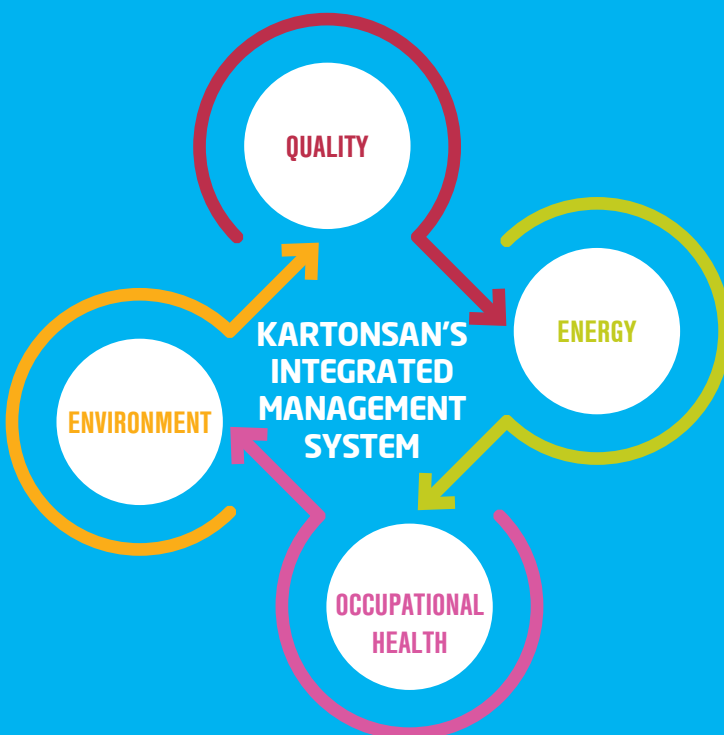 QUALITY
ENERGY
KARTONSAN'S
INTEGRATED
MANAGEMENT
SYSTEM
ENVIRONMENT
OCCUPATIONAL
HEALTH